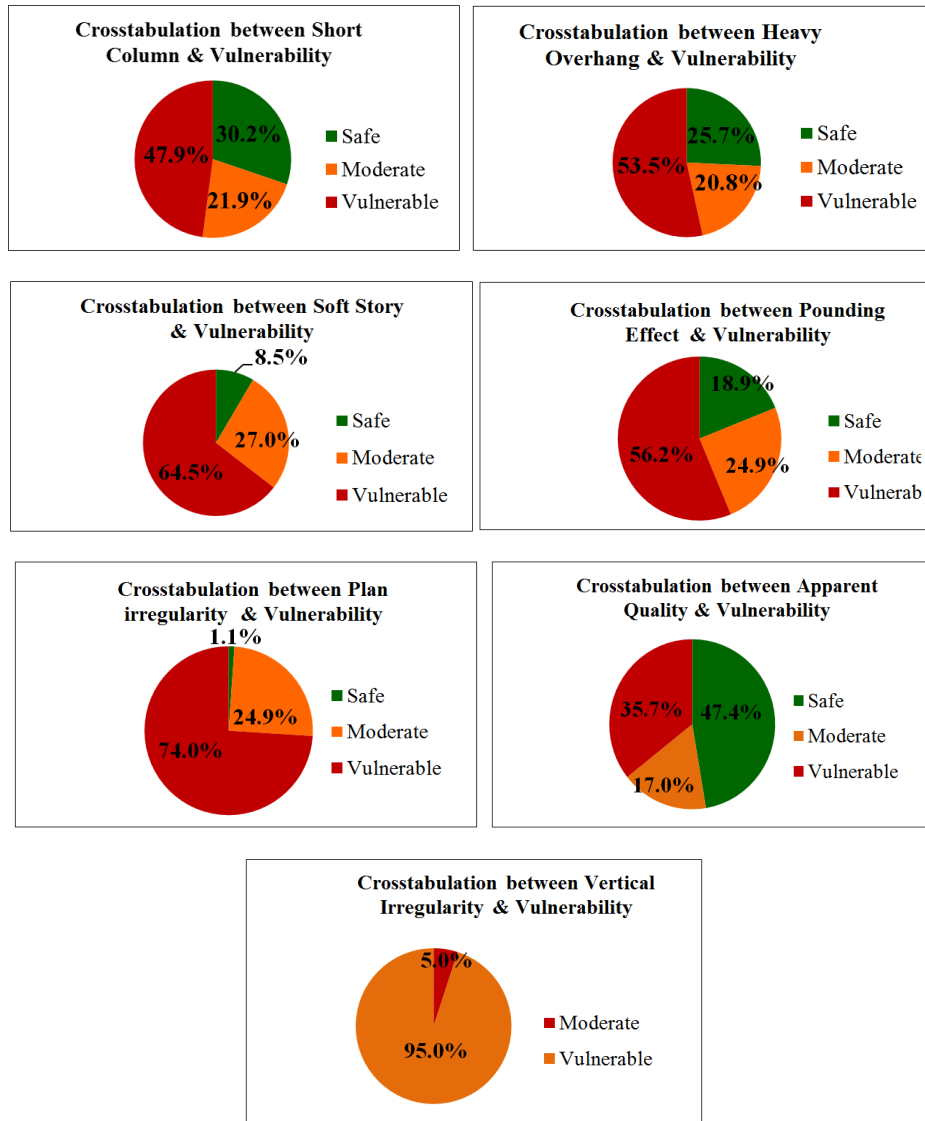 Crosstabulation between Short
Column & Vulnerability
30.2%
47.9%
21.9%
Safe
Moderate
Vulnerable
Crosstabulation between Heavy
Overhang & Vulnerability
25.7%
53.5%
20.8%
Safe
Moderate
Vulnerable
Crosstabulation between Soft Story
& Vulnerability
8.5%
27.0%
64.5%
Safe
Moderate
Vulnerable
Crosstabulation between Pounding
Effect & Vulnerability
18.9%
56.2%
24.9%
Safe
Moderate
Vulnerab
Crosstabulation between Plan
irregularity & Vulnerability
1.1%
24.9%
74.0%
Safe
Moderate
Vulnerable
Crosstabulation between Apparent
Quality & Vulnerability
35.7%
47.4%
17.0%
Safe
Moderate
Vulnerable
Crosstabulation between Vertical
Irregularity & Vulnerability
5.0%
95.0%
Moderate
Vulnerable